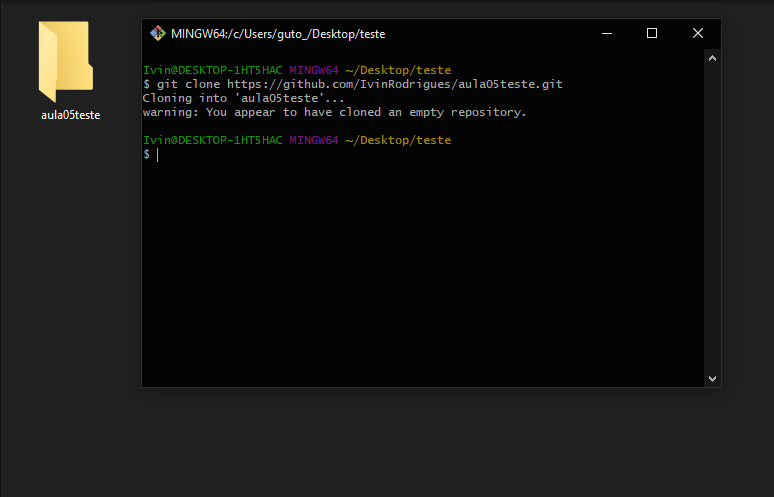 aula05teste
MINGW64:/c/Users/guto_/Desktop/teste
Ivin@DESKTOP-1HT5HAC MINGW64 ~/Desktop/teste
$ git clone https://github.com/IvinRodrigues/aula05teste.git
Cloning into 'aula05teste'...
warning: You appear to have cloned an empty repository.
Ivin@DESKTOP-1HT5HAC MINGW64 ~/Desktop/teste
$